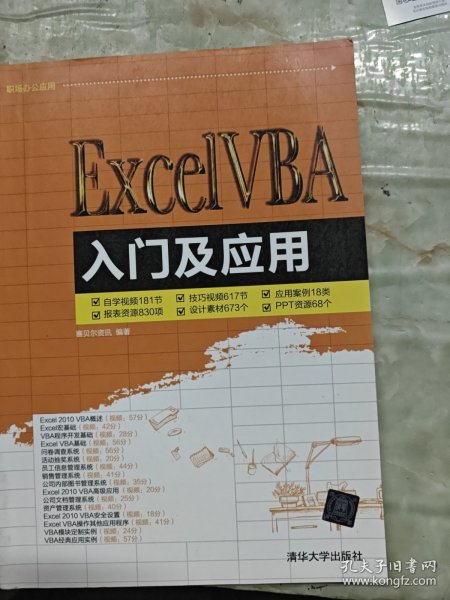 职场办公应用
ExcelVBA
入门及应用
自学视频181节 技巧视频617节 应用案例18类
报表资源830项 设计素材673个 PPT资源68个
赛贝尔资讯 编著
Excel 2010 VBA概述(视频：57分)
Excel宏基础(视频：42分)
VBA程序开发基础(视频：28分)
Excel VBA基础(视频：56分)
问卷调查系统(视频：56分)
活动抽奖系统(视频：20分)
员工信息管理系统(视频：44分)
销售管理系统(视频：41分)
公司内部图书管理系统(视频：35分)
Excel 2010 VBA高级应用(视频：20分)
公司文档管理系统(视频：25分)
资产管理系统(视频：40分)
Excel 2010 VBA安全设置(视频：18分)
Excel VBA操作其他应用程序(视频：41分)
VBA模块定制实例(视频：24分)
VBA经典应用实例(视频：57分)
清华大学出版社
孔夫子旧书网
kongfz.com